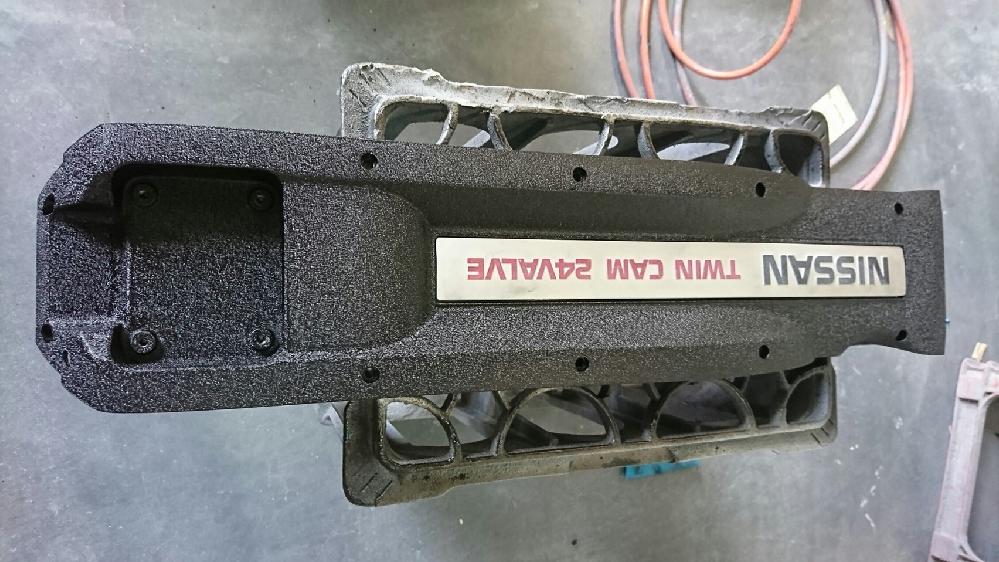 NISSAN TWIN CAM 24VALVE